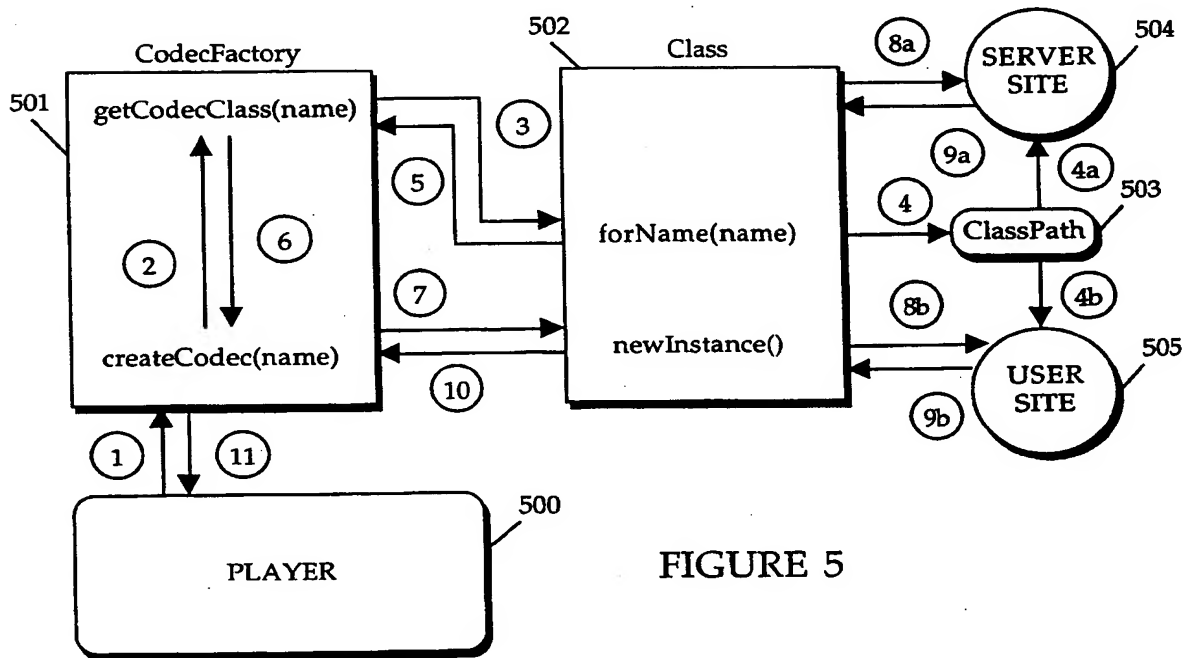 CodecFactory
501
getCodecClass(name)
2
6
createCodec(name)
1
11
PLAYER
500
3
5
7
10
502
Class
forName(name)
newInstance()
8a
9a
4
8b
9b
SERVER
SITE
504
4a
503
ClassPath
4b
USER
SITE
505
FIGURE 5